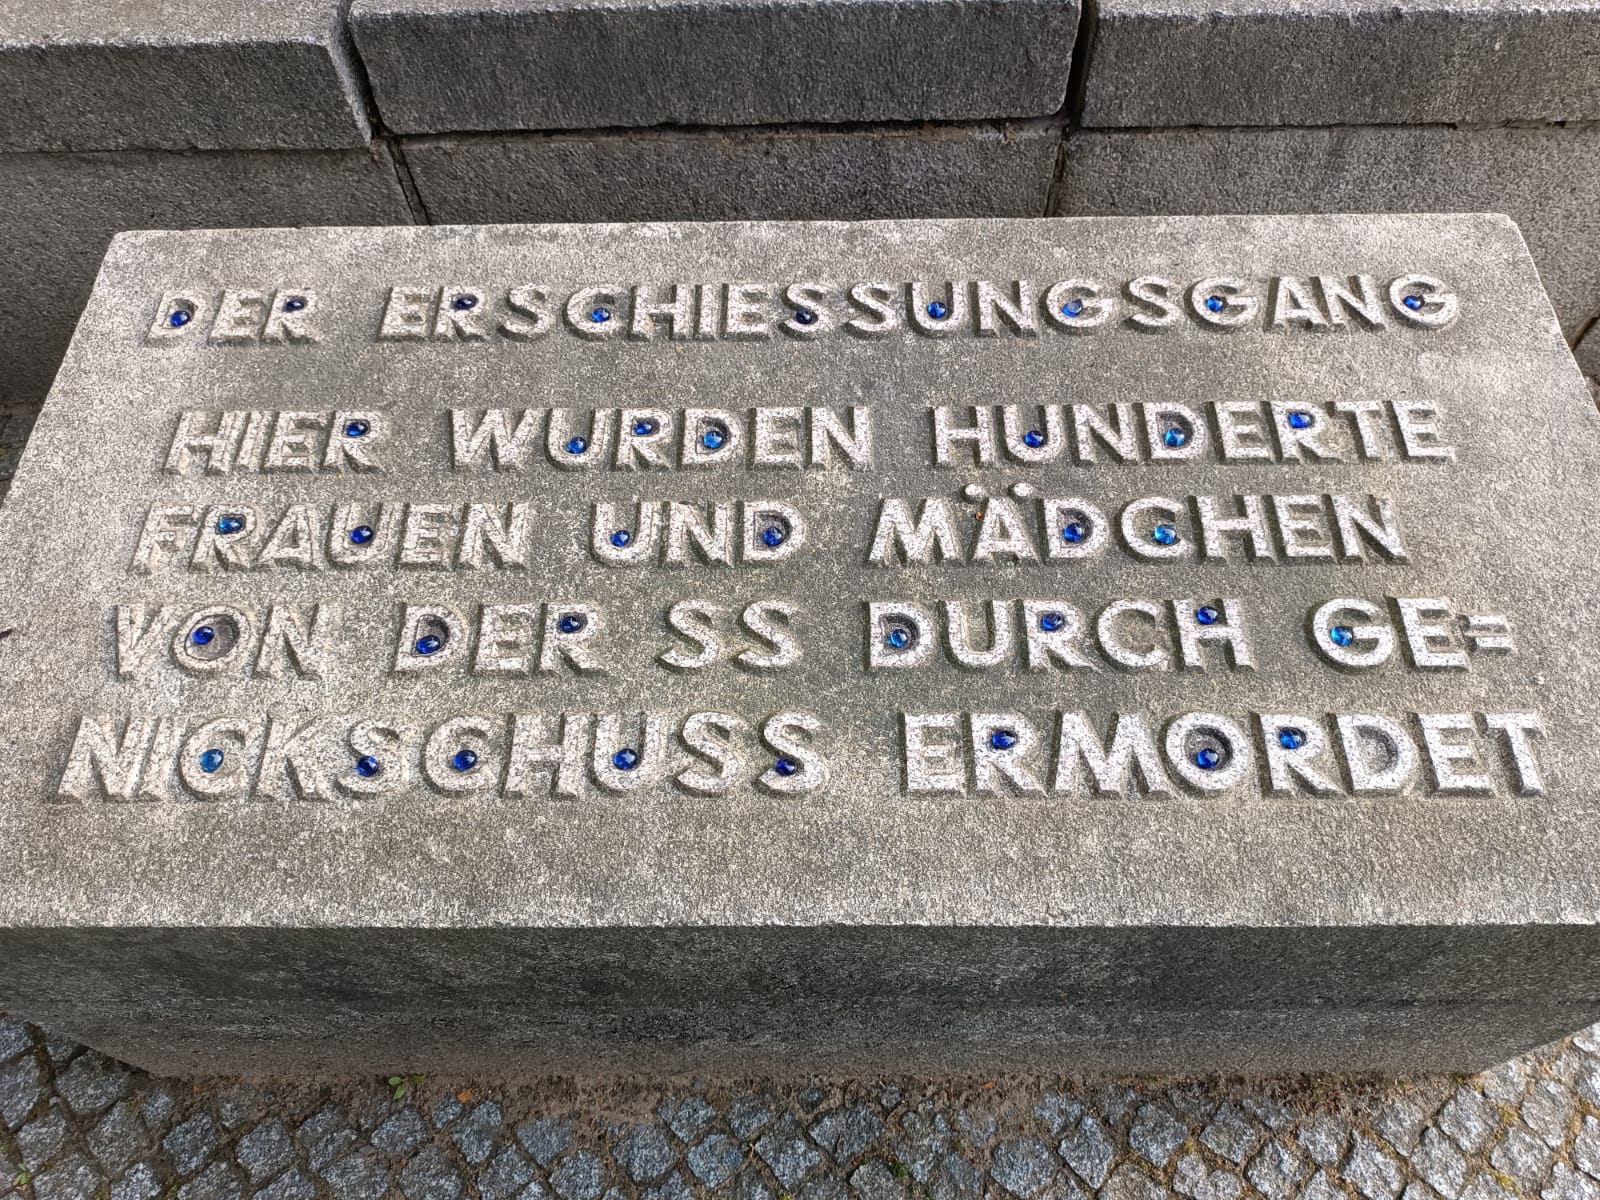 DER ERSCHIESSUNGSGANG
HIER WURDEN HUNDERTE
FRAUEN UND MÄDCHEN
VON DER SS DURCH GE=
NICKSCHUSS ERMORDET